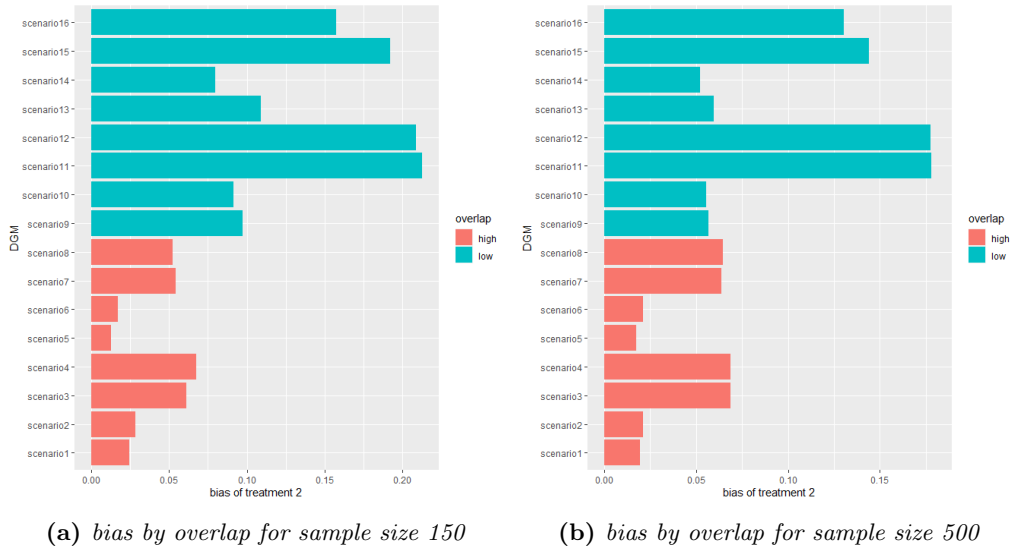 scenario16
scenario15
scenario14
scenario13
scenario12
scenario11
scenario10
scenario9
scenario8
scenario7
scenario6
scenario5
scenario4
scenario3
scenario2
scenario1
DGM
0.00 0.05 0.10 0.15 0.20
bias of treatment 2
overlap
high
low
(a) bias by overlap for sample size 150
scenario16
scenario15
scenario14
scenario13
scenario12
scenario11
scenario10
scenario9
scenario8
scenario7
scenario6
scenario5
scenario4
scenario3
scenario2
scenario1
DGM
0.00 0.05 0.10 0.15
bias of treatment 2
overlap
high
low
(b) bias by overlap for sample size 500